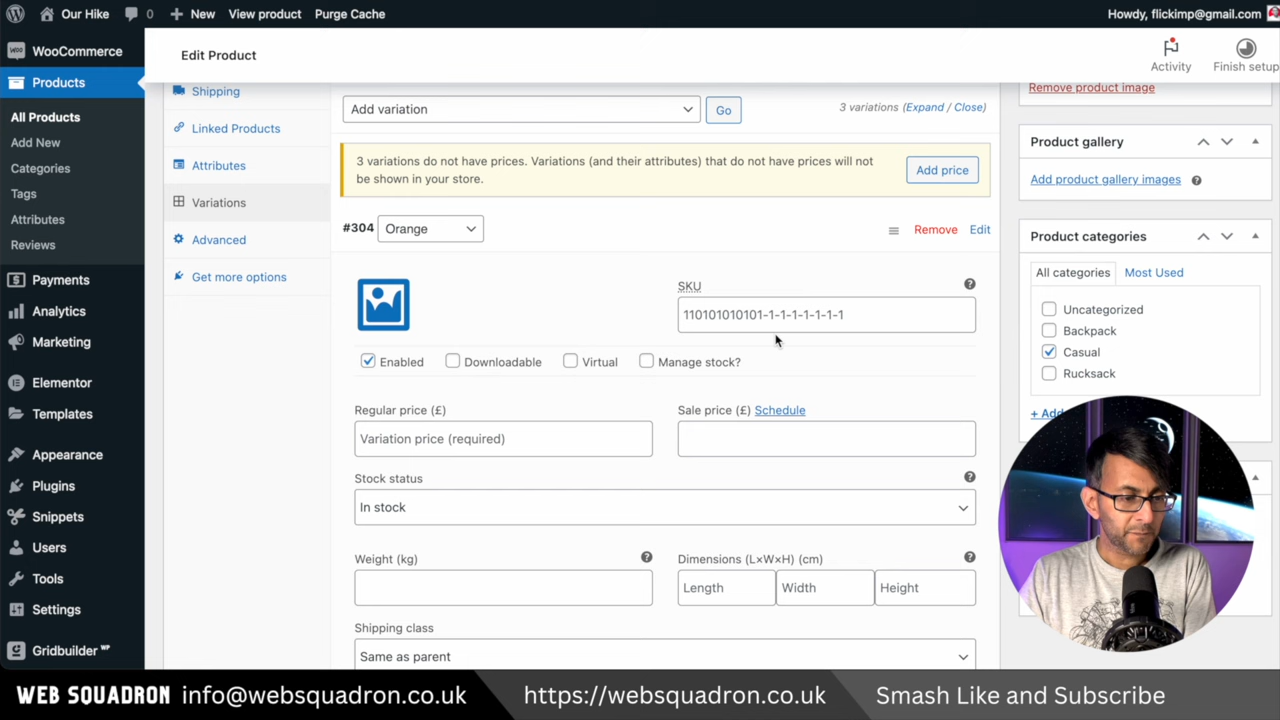 Our Hike
0
New
View product
Purge Cache
Howdy, flickimp@gmail.com
WooCommerce
Products
All Products
Add New
Categories
Tags
Attributes
Reviews
Payments
Analytics
Marketing
Elementor
Templates
Appearance
Plugins
Snippets
Users
Tools
Settings
Gridbuilder WP
Edit Product
Activity
Finish setup
Shipping
Linked Products
Attributes
Variations
Advanced
Get more options
Add variation
Go
3 variations (Expand / Close)
3 variations do not have prices. Variations (and their attributes) that do not have prices will not
be shown in your store.
Add price
#304
Orange
Remove
Edit
SKU
110101010101-1-1-1-1-1-1-1
Enabled
Downloadable
Virtual
Manage stock?
Regular price (£)
Variation price (required)
Sale price (£) Schedule
Stock status
In stock
Weight (kg)
Dimensions (L×W×H) (cm)
Length
Width
Height
Shipping class
Same as parent
Remove product image
Product gallery
Add product gallery images
Product categories
All categories
Most Used
Uncategorized
Backpack
Casual
Rucksack
+ Add
WEB SQUADRON info@websquadron.co.uk
https://websquadron.co.uk
Smash Like and Subscribe